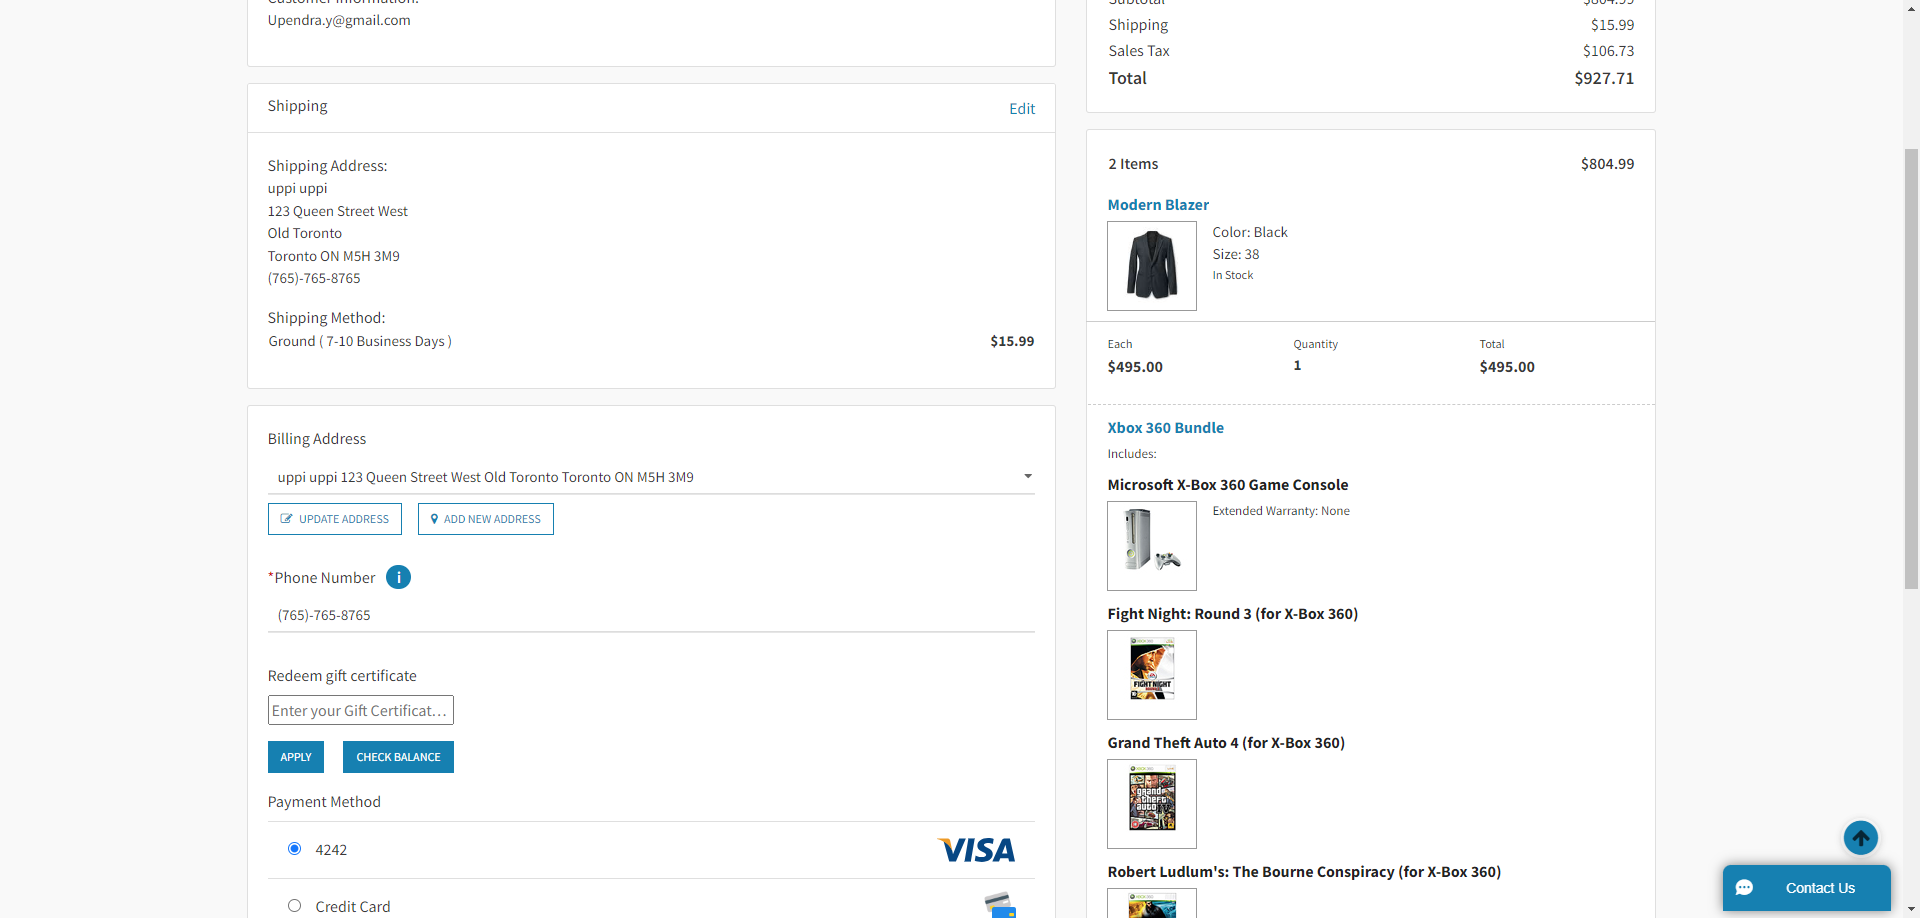 Customer Information:
Upendra.y@gmail.com
Shipping
Edit
Shipping Address:
uppi uppi
123 Queen Street West
Old Toronto
Toronto ON M5H 3M9
(765)-765-8765
Shipping Method:
Ground ( 7-10 Business Days ) $15.99
Billing Address
uppi uppi 123 Queen Street West Old Toronto Toronto ON M5H 3M9
UPDATE ADDRESS
ADD NEW ADDRESS
*Phone Number i
(765)-765-8765
Redeem gift certificate
Enter your Gift Certificat...
APPLY
CHECK BALANCE
Payment Method
4242 VISA
Credit Card
Subtotal $804.99
Shipping $15.99
Sales Tax $106.73
Total $927.71
2 Items $804.99
Modern Blazer
Color: Black
Size: 38
In Stock
Each Quantity Total
$495.00 1 $495.00
Xbox 360 Bundle
Includes:
Microsoft X-Box 360 Game Console
Extended Warranty: None
Fight Night: Round 3 (for X-Box 360)
FIGHT NIGHT
Grand Theft Auto 4 (for X-Box 360)
grand
theft
auto IV
Robert Ludlum's: The Bourne Conspiracy (for X-Box 360)
Contact Us